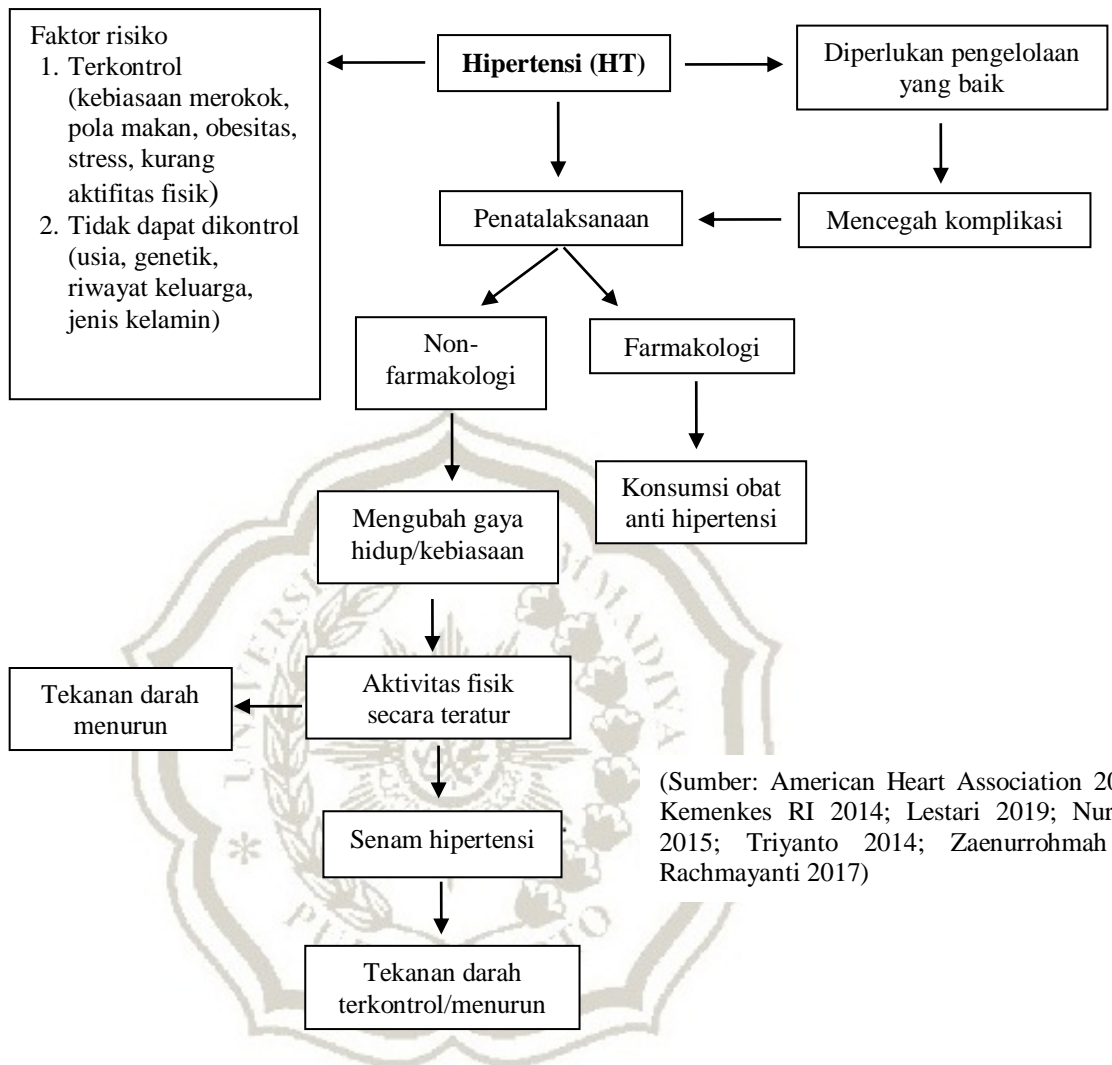 Faktor risiko
1. Terkontrol
(kebiasaan merokok,
pola makan, obesitas,
stress, kurang
aktifitas fisik)
2. Tidak dapat dikontrol
(usia, genetik,
riwayat keluarga,
jenis kelamin)
Hipertensi (HT)
Diperlukan pengelolaan
yang baik
Penatalaksanaan
Mencegah komplikasi
Non-
farmakologi
Farmakologi
Mengubah gaya
hidup/kebiasaan
Konsumsi obat
anti hipertensi
Tekanan darah
menurun
Aktivitas fisik
secara teratur
(Sumber: American Heart Association
Kemenkes RI 2014; Lestari 2019;
2015; Triyanto 2014; Zaenurrohmah
Rachmayanti 2017)
Senam hipertensi
Tekanan darah
terkontrol/menurun